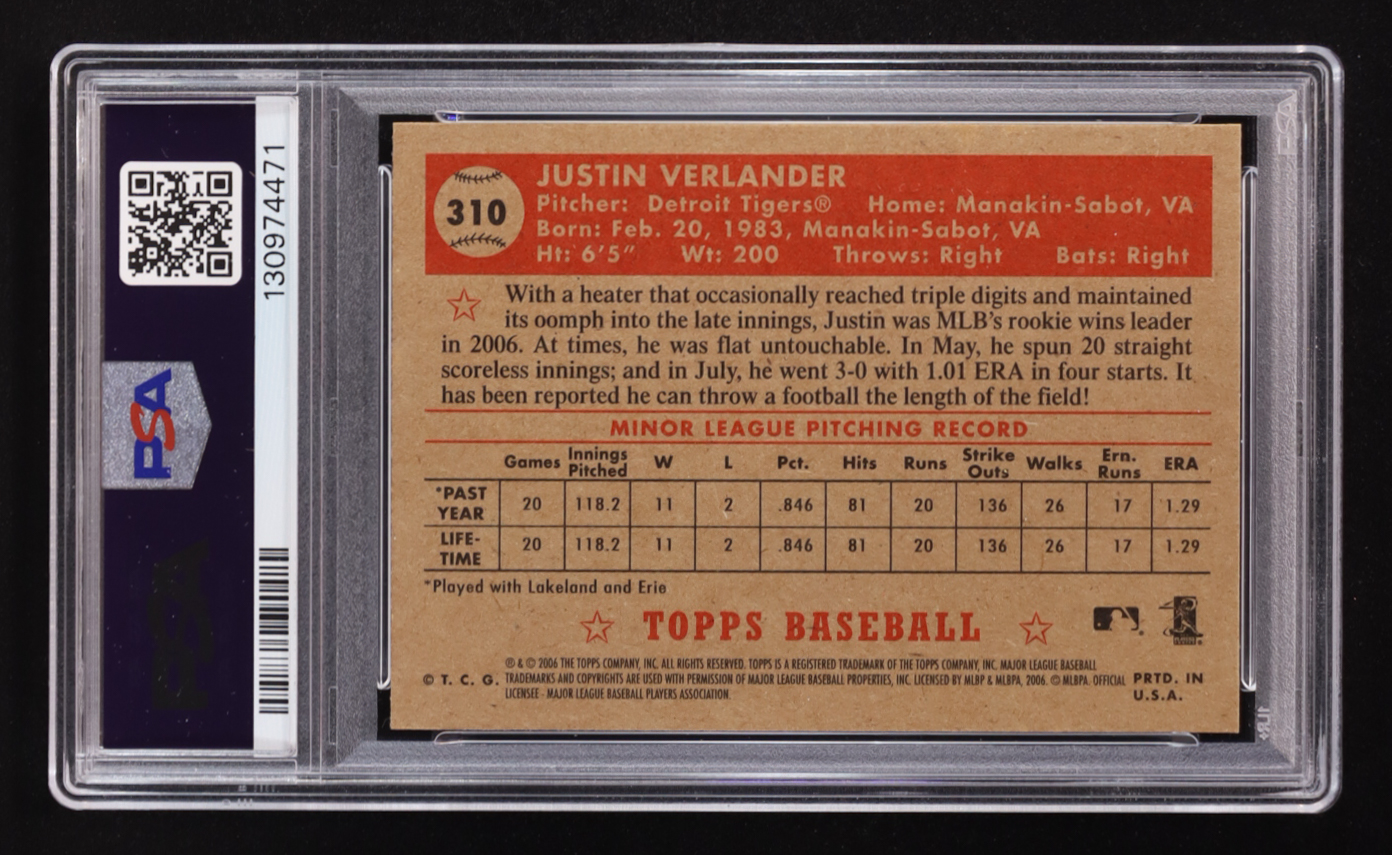 130974471
PSA
PSA
310
JUSTIN VERLANDER
Pitcher: Detroit Tigers® Home: Manakin-Sabot, VA
Born: Feb. 20, 1983, Manakin-Sabot, VA
Ht: 6'5" Wt: 200 Throws: Right Bats: Right
With a heater that occasionally reached triple digits and maintained
its oomph into the late innings, Justin was MLB's rookie wins leader
in 2006. At times, he was flat untouchable. In May, he spun 20 straight
scoreless innings; and in July, he went 3-0 with 1.01 ERA in four starts. It
has been reported he can throw a football the length of the field!
MINOR LEAGUE PITCHING RECORD
Games Innings Pitched W L Pct. Hits Runs Strike Outs Walks Ern. Runs ERA
*PAST YEAR 20 118.2 11 2 .846 81 20 136 26 17 1.29
LIFE-TIME 20 118.2 11 2 .846 81 20 136 26 17 1.29
*Played with Lakeland and Erie
TOPPS BASEBALL
® & © 2006 THE TOPPS COMPANY, INC. ALL RIGHTS RESERVED. TOPPS IS A REGISTERED TRADEMARK OF THE TOPPS COMPANY, INC. MAJOR LEAGUE BASEBALL
© T. C. G. TRADEMARKS AND COPYRIGHTS ARE USED WITH PERMISSION OF MAJOR LEAGUE BASEBALL PROPERTIES, INC. LICENSED BY MLBP & MLBPA, 2006. © MLBPA. OFFICIAL PRTD. IN
LICENSEE - MAJOR LEAGUE BASEBALL PLAYERS ASSOCIATION. U.S.A.